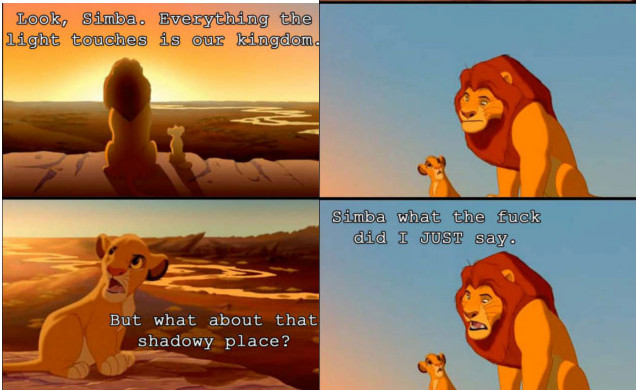 Look, Simba. Everything the
light touches is our kingdom.
But what about that
shadowy place?
Simba what the fuck
did I JUST say.